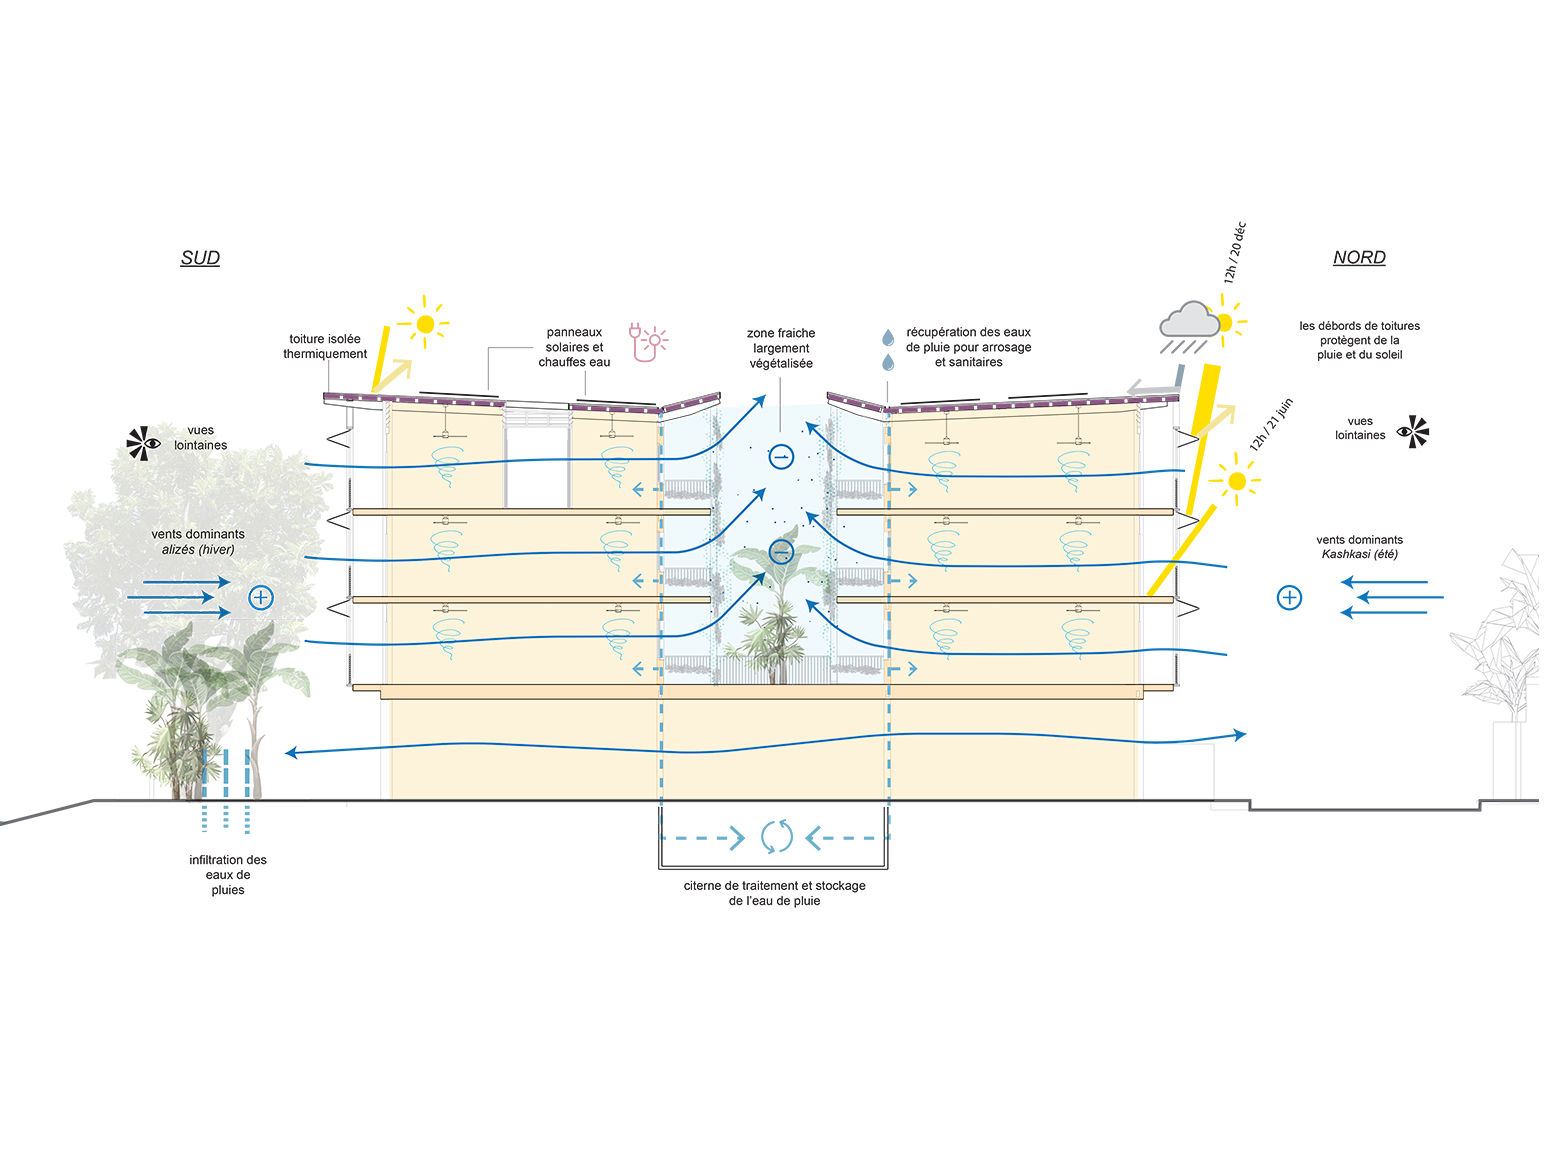 SUD
NORD
12h / 20 déc
toiture isolée
thermiquement
panneaux
solaires et
chauffes eau
zone fraiche
largement
végétalisée
récupération des eaux
de pluie pour arrosage
et sanitaires
les débords de toitures
protègent de la
pluie et du soleil
12h / 21 juin
vues
lointaines
vues
lointaines
vents dominants
alizés (hiver)
vents dominants
Kashkasi (été)
infiltration des
eaux de
pluies
citerne de traitement et stockage
de l'eau de pluie